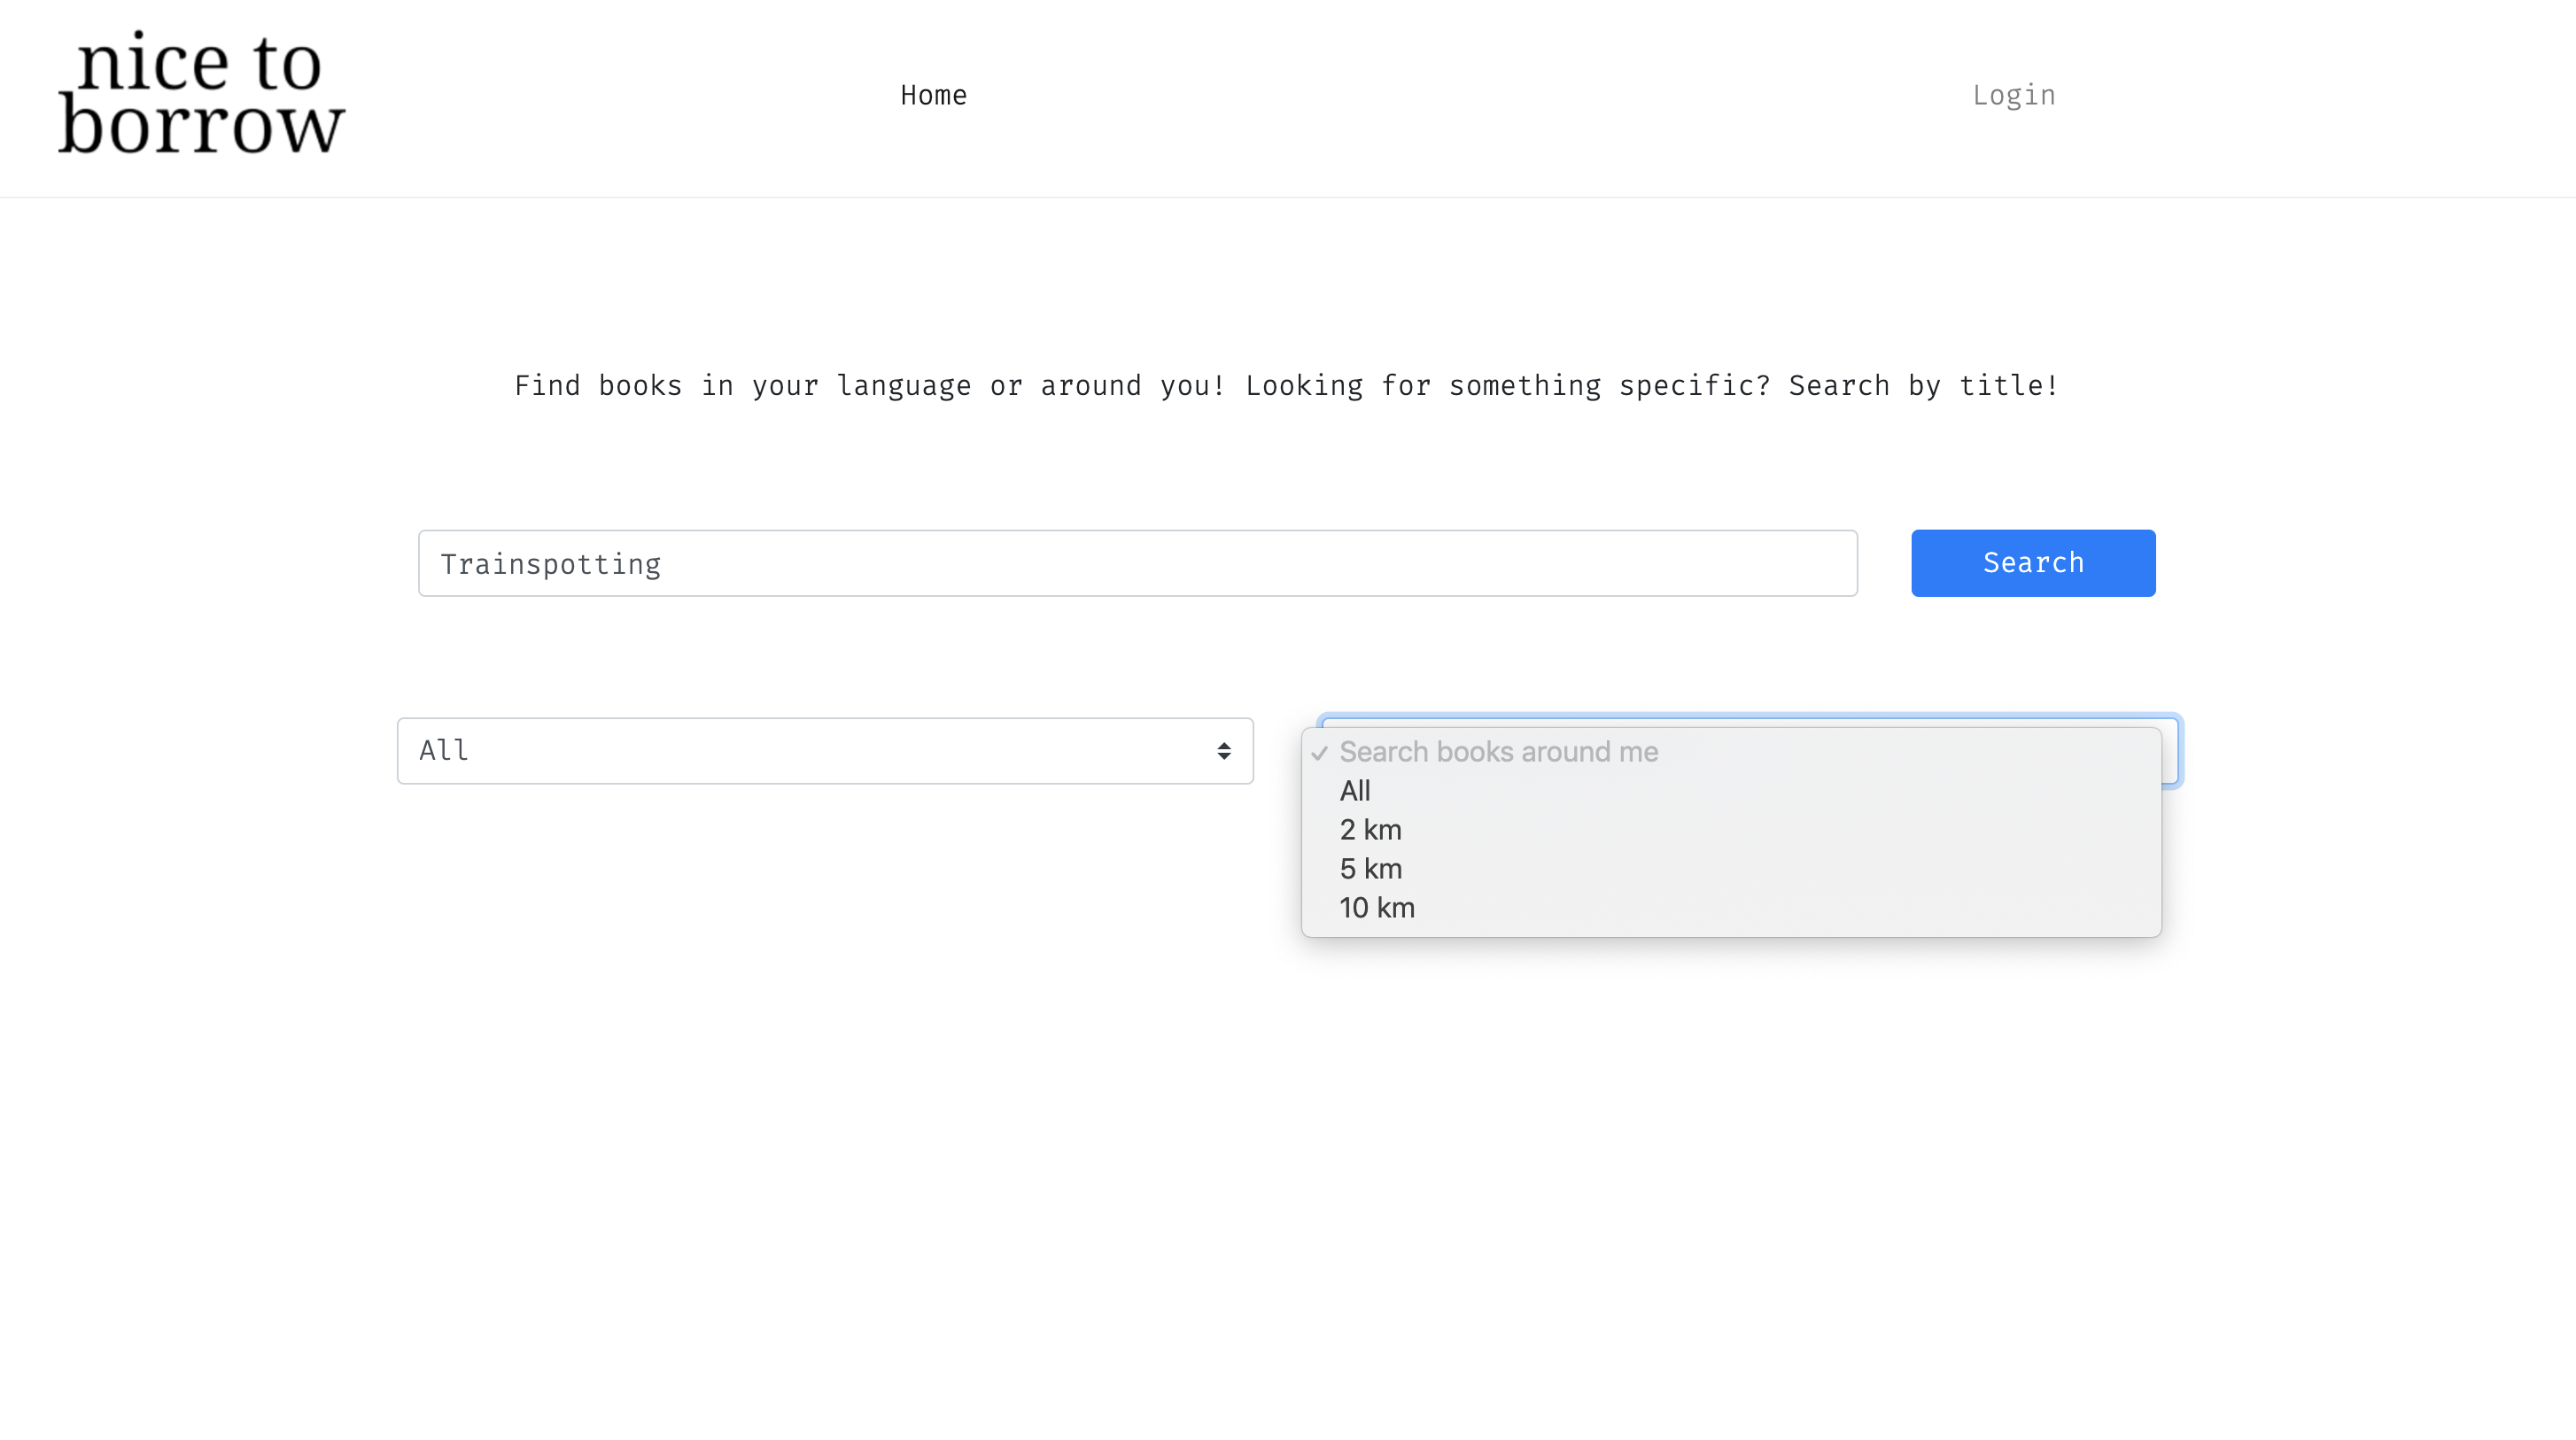 nice to
borrow
Home
Login
Find books in your language or around you! Looking for something specific? Search by title!
Trainspotting
Search
All
Search books around me
All
2 km
5 km
10 km